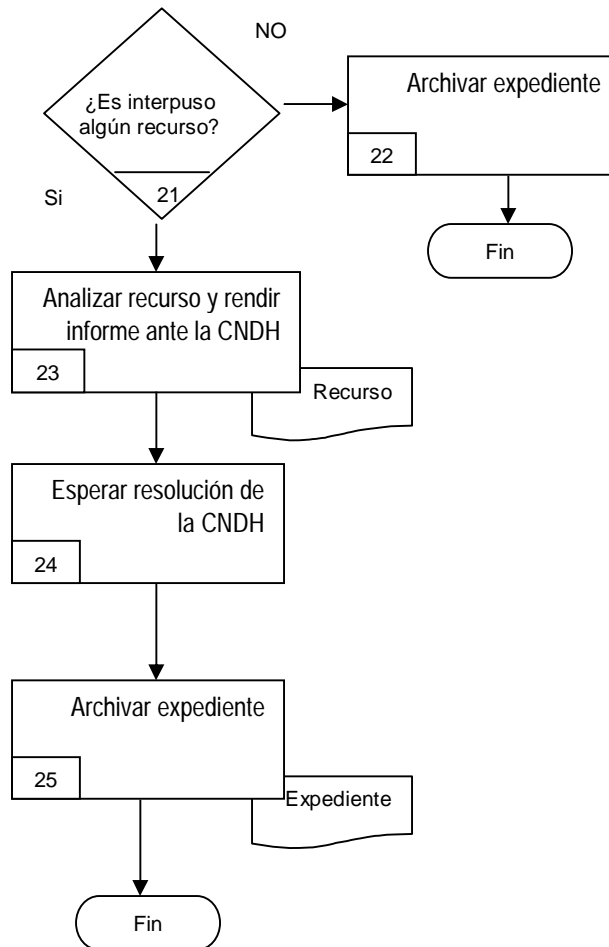 NO
¿Es interpuso
algún recurso?
21
Si
Archivar expediente
22
Fin
Analizar recurso y rendir
informe ante la CNDH
23
Recurso
Esperar resolución de
la CNDH
24
Archivar expediente
25
Expediente
Fin